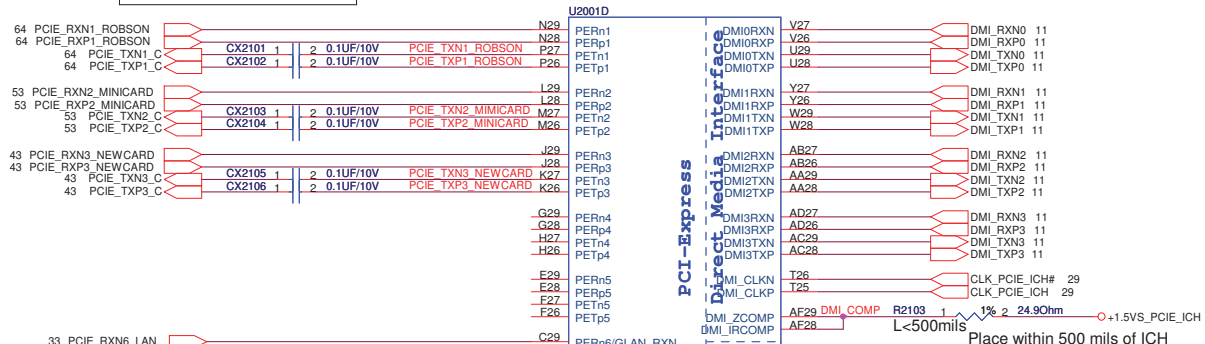 U2001D
64 PCIE_RXN1_ROBSON N29 PERn1 DMI0RXN V27 DMI_RXN0 11
64 PCIE_RXP1_ROBSON N28 PERp1 DMI0RXP V26 DMI_RXP0 11
64 PCIE_TXN1_C CX2101 1 2 0.1UF/10V PCIE_TXN1_ROBSON P27 PETn1 DMI0TXN U29 DMI_TXN0 11
64 PCIE_TXP1_C CX2102 1 2 0.1UF/10V PCIE_TXP1_ROBSON P26 PETp1 DMI0TXP U28 DMI_TXP0 11
53 PCIE_RXN2_MINICARD L29 PERn2 DMI1RXN Y27 DMI_RXN1 11
53 PCIE_RXP2_MINICARD L28 PERp2 DMI1RXP Y26 DMI_RXP1 11
53 PCIE_TXN2_C CX2103 1 2 0.1UF/10V PCIE_TXN2_MIMICARD M27 PETn2 DMI1TXN W29 DMI_TXN1 11
53 PCIE_TXP2_C CX2104 1 2 0.1UF/10V PCIE_TXP2_MINICARD M26 PETp2 DMI1TXP W28 DMI_TXP1 11
43 PCIE_RXN3_NEWCARD J29 PERn3 DMI2RXN AB27 DMI_RXN2 11
43 PCIE_RXP3_NEWCARD J28 PERp3 DMI2RXP AB26 DMI_RXP2 11
43 PCIE_TXN3_C CX2105 1 2 0.1UF/10V PCIE_TXN3_NEWCARD K27 PETn3 DMI2TXN AA29 DMI_TXN2 11
43 PCIE_TXP3_C CX2106 1 2 0.1UF/10V PCIE_TXP3_NEWCARD K26 PETp3 DMI2TXP AA28 DMI_TXP2 11
G29 PERn4 DMI3RXN AD27 DMI_RXN3 11
G28 PERp4 DMI3RXP AD26 DMI_RXP3 11
H27 PETn4 DMI3TXN AC29 DMI_TXN3 11
H26 PETp4 DMI3TXP AC28 DMI_TXP3 11
E29 PERn5 DMI_CLKN T26 CLK_PCIE_ICH# 29
E28 PERp5 DMI_CLKP T25 CLK_PCIE_ICH 29
F27 PETn5
F26 PETp5 DMI_ZCOMP AF29 DMI_COMP R2103 1 1% 2 24.9Ohm +1.5VS_PCIE_ICH
DMI_IRCOMP AF28 L<500mils
Place within 500 mils of ICH
33 PCIE_RXN6_LAN C29 PERn6/GLAN_RXN
PCI-Express
Direct Media Interface